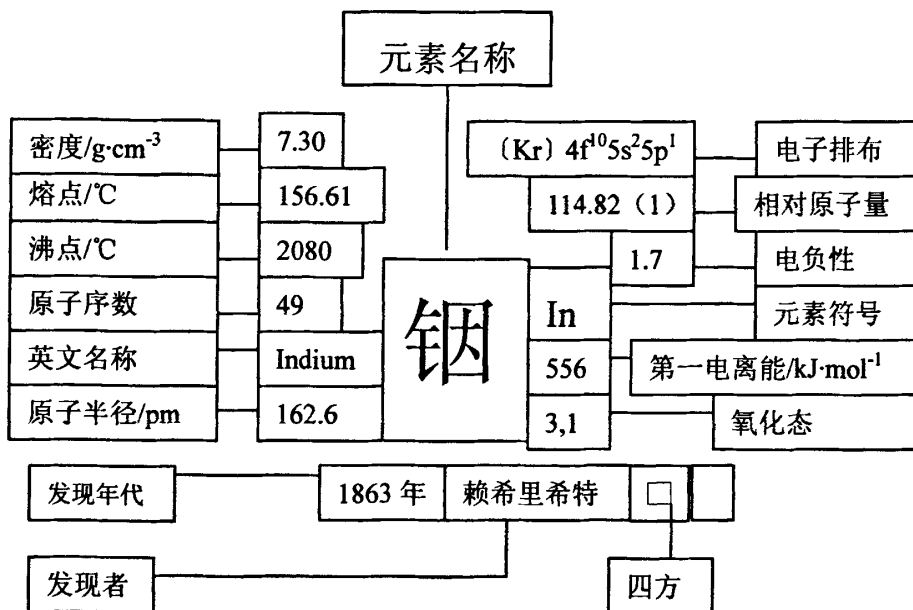 元素名称
密度/g·cm⁻³ 7.30 〔Kr〕4f¹⁰5s²5p¹ 电子排布
熔点/℃ 156.61 114.82（1） 相对原子量
沸点/℃ 2080 1.7 电负性
原子序数 49 铟 In 元素符号
英文名称 Indium 556 第一电离能/kJ·mol⁻¹
原子半径/pm 162.6 3,1 氧化态
发现年代 1863 年 赖希里希特
发现者 四方